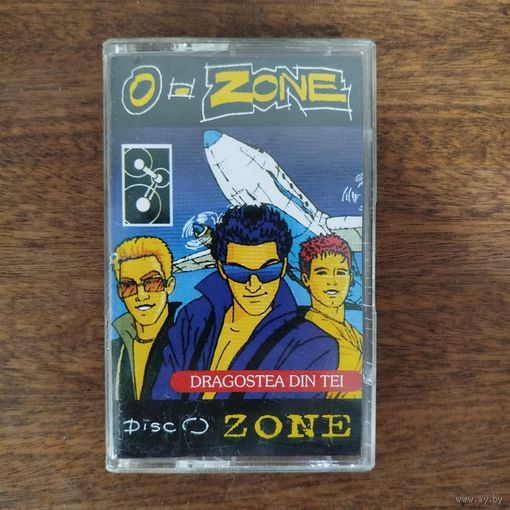 O-ZONE
DRAGOSTEA DIN TEI
DISCO ZONE
www.ay.by